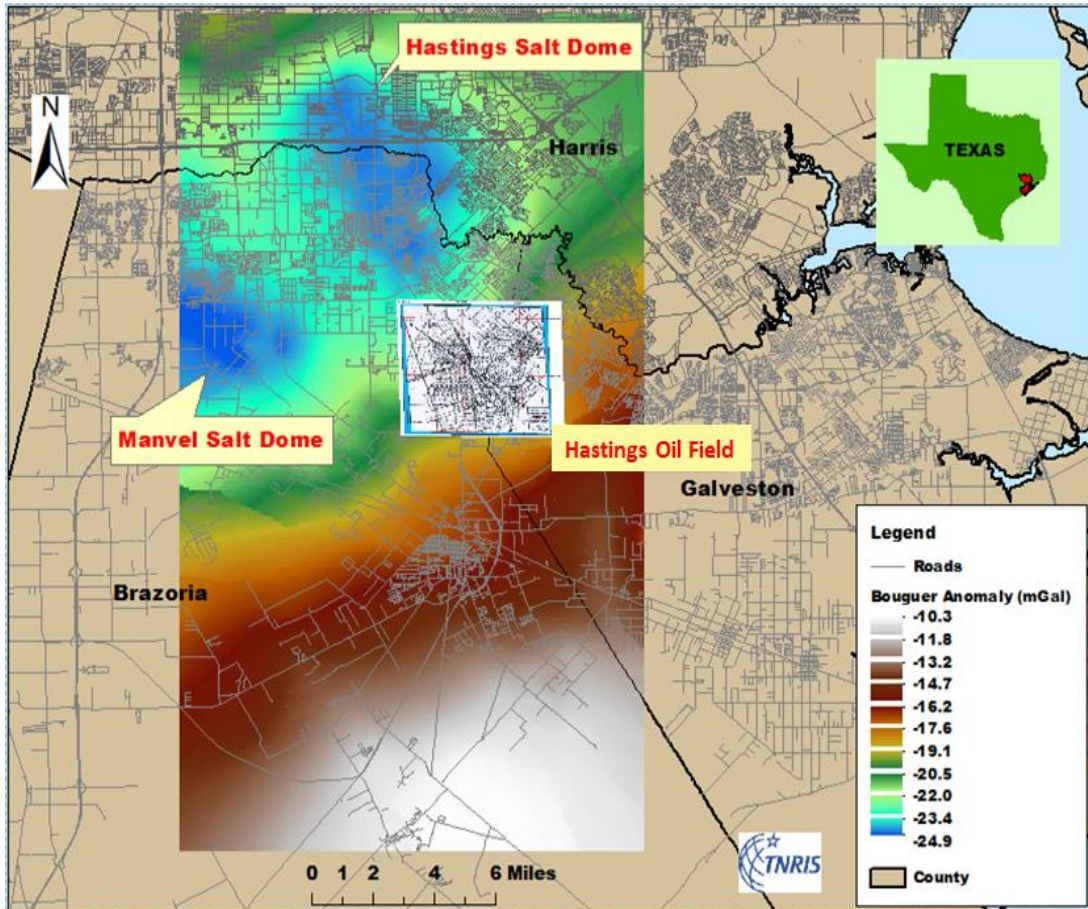 Hastings Salt Dome
N
Harris
TEXAS
Manvel Salt Dome
Hastings Oil Field
Galveston
Brazoria
Legend
Roads
Bouguer Anomaly (mGal)
-10.3
-11.8
-13.2
-14.7
-16.2
-17.6
-19.1
-20.5
-22.0
-23.4
-24.9
County
TNRIS
0 1 2 4 6 Miles